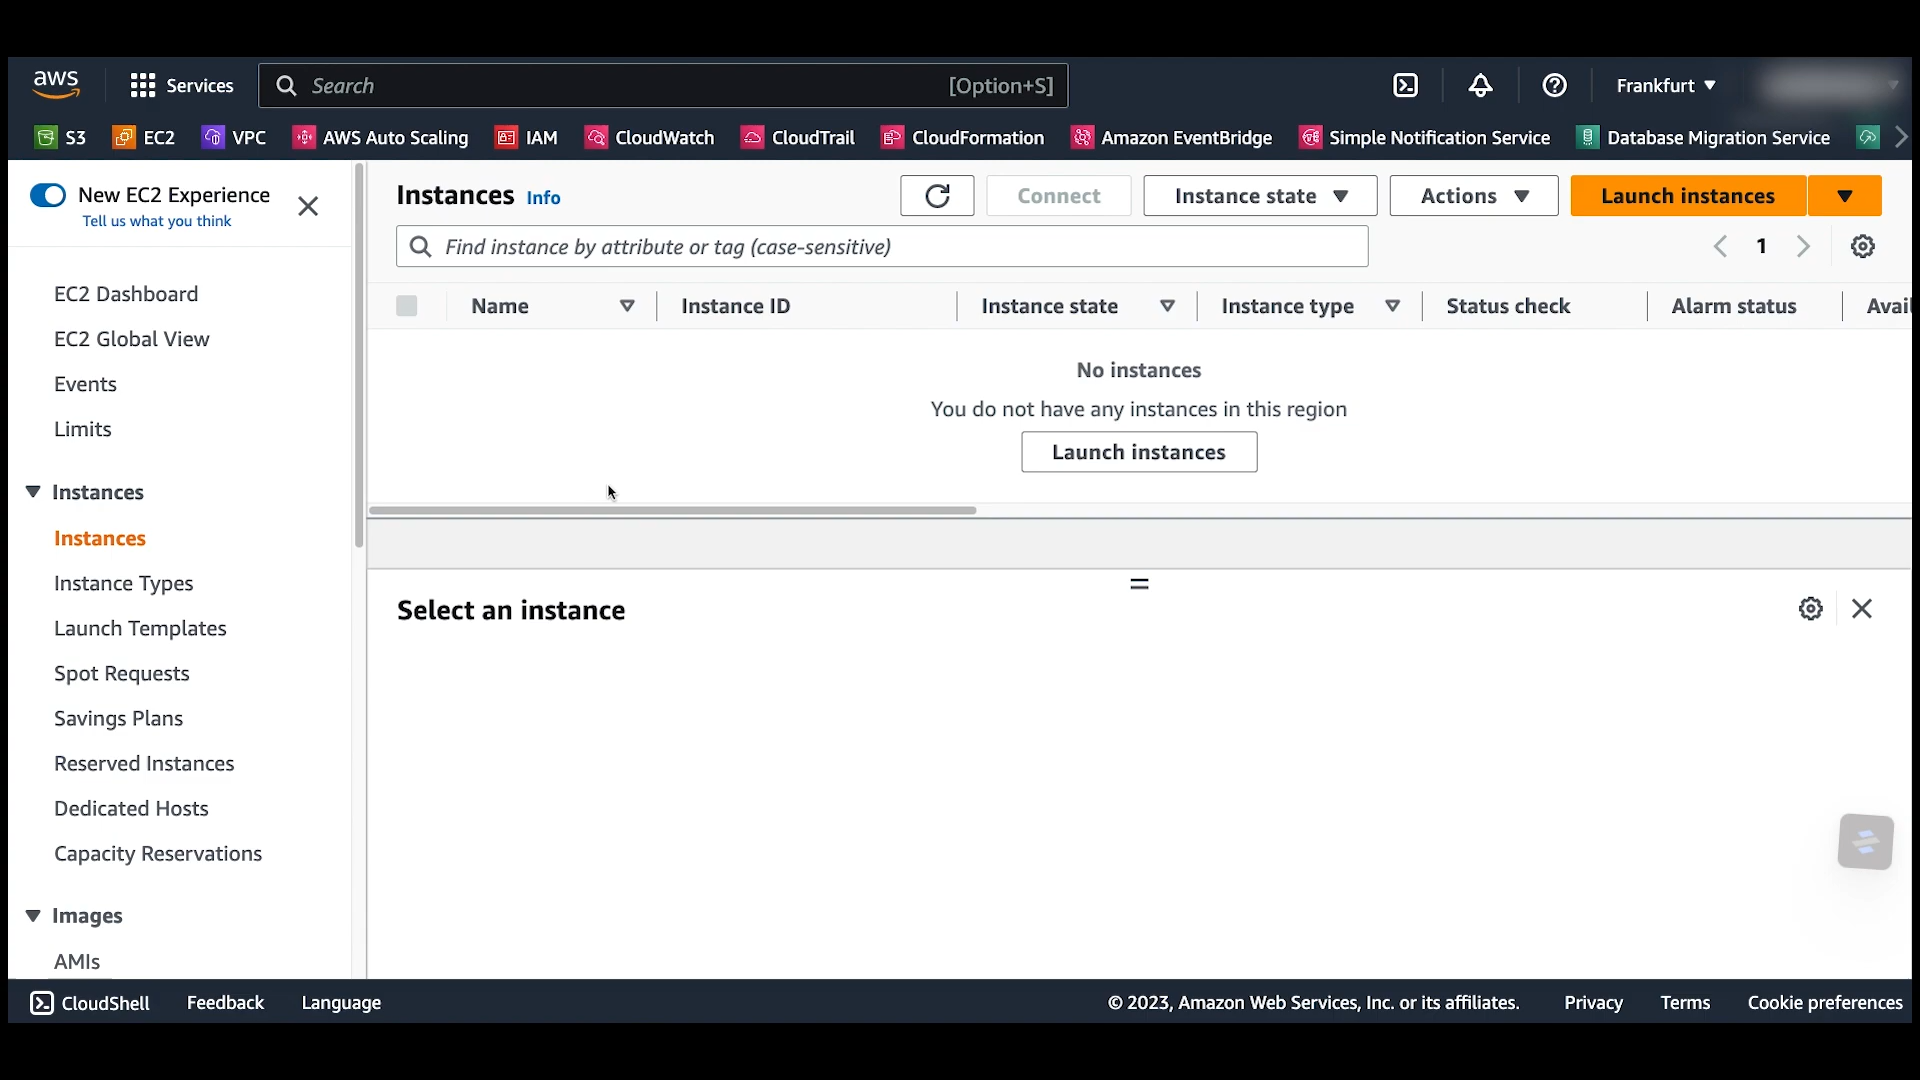 aws Services Search [Option+S] Frankfurt
S3 EC2 VPC AWS Auto Scaling IAM CloudWatch CloudTrail CloudFormation Amazon EventBridge Simple Notification Service Database Migration Service
New EC2 Experience
Tell us what you think
EC2 Dashboard
EC2 Global View
Events
Limits
Instances
Instances
Instance Types
Launch Templates
Spot Requests
Savings Plans
Reserved Instances
Dedicated Hosts
Capacity Reservations
Images
AMIs
Instances Info Connect Instance state Actions Launch instances
Find instance by attribute or tag (case-sensitive) 1
Name Instance ID Instance state Instance type Status check Alarm status Avai
No instances
You do not have any instances in this region
Launch instances
Select an instance
CloudShell Feedback Language © 2023, Amazon Web Services, Inc. or its affiliates. Privacy Terms Cookie preferences